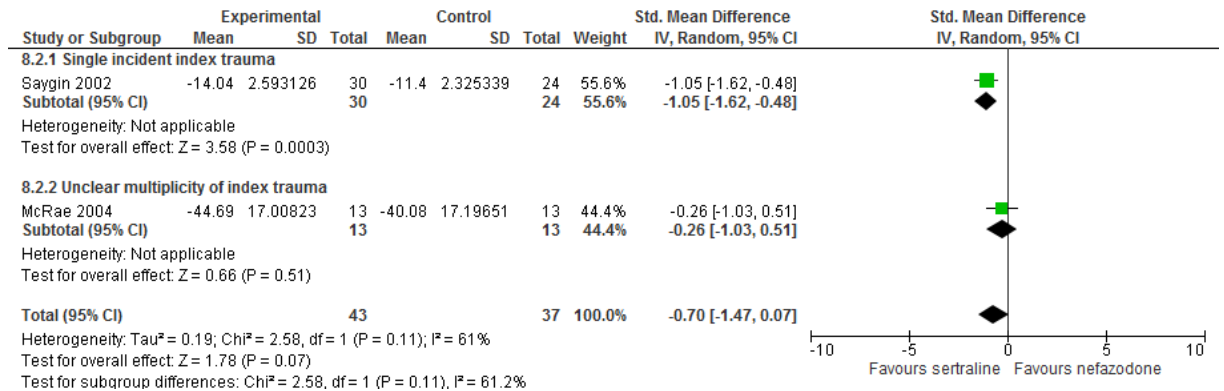 Experimental Control Std. Mean Difference Std. Mean Difference
Study or Subgroup Mean SD Total Mean SD Total Weight IV, Random, 95% CI IV, Random, 95% CI
8.2.1 Single incident index trauma
Saygin 2002 -14.04 2.593126 30 -11.4 2.325339 24 55.6% -1.05 [-1.62, -0.48]
Subtotal (95% CI) 30 24 55.6% -1.05 [-1.62, -0.48]
Heterogeneity: Not applicable
Test for overall effect: Z = 3.58 (P = 0.0003)
8.2.2 Unclear multiplicity of index trauma
McRae 2004 -44.69 17.00823 13 -40.08 17.19651 13 44.4% -0.26 [-1.03, 0.51]
Subtotal (95% CI) 13 13 44.4% -0.26 [-1.03, 0.51]
Heterogeneity: Not applicable
Test for overall effect: Z = 0.66 (P = 0.51)
Total (95% CI) 43 37 100.0% -0.70 [-1.47, 0.07]
Heterogeneity: Tau² = 0.19; Chi² = 2.58, df = 1 (P = 0.11); I² = 61%
Test for overall effect: Z = 1.78 (P = 0.07)
Test for subgroup differences: Chi² = 2.58, df = 1 (P = 0.11), I² = 61.2%
-10 -5 0 5 10
Favours sertraline Favours nefazodone